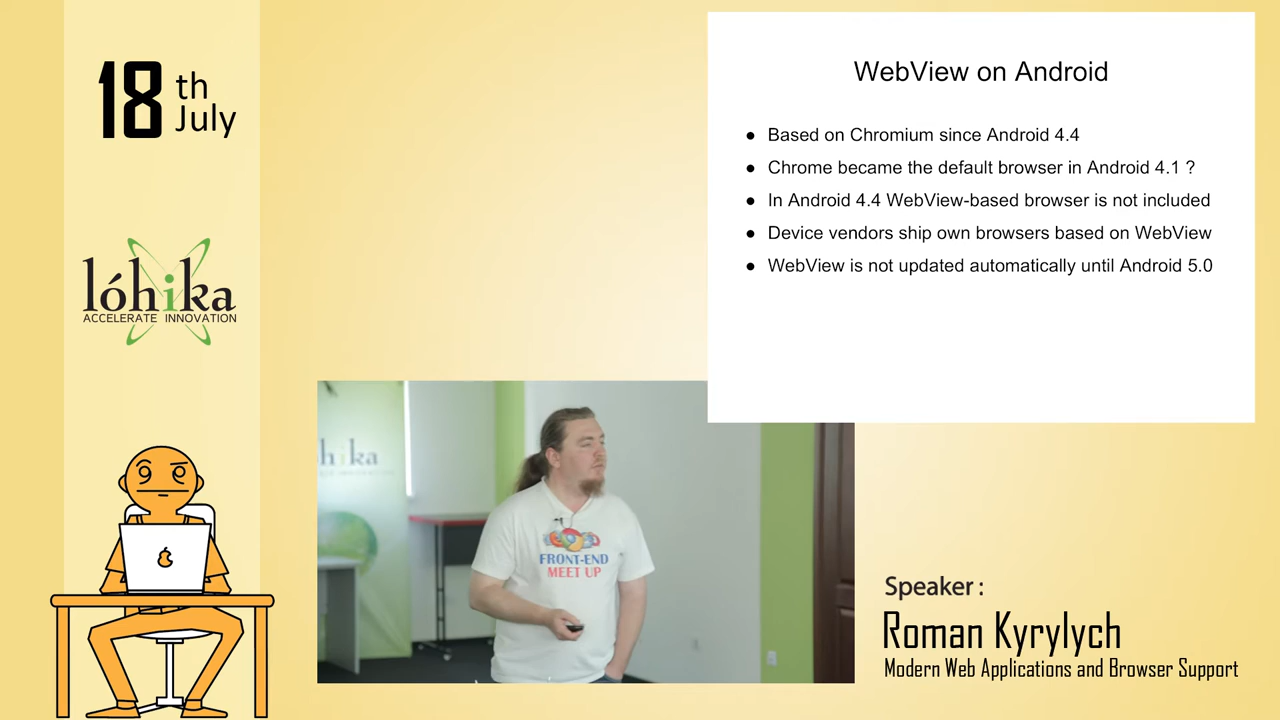 18 th
July
lóhika
ACCELERATE INNOVATION
WebView on Android
● Based on Chromium since Android 4.4
● Chrome became the default browser in Android 4.1 ?
● In Android 4.4 WebView-based browser is not included
● Device vendors ship own browsers based on WebView
● WebView is not updated automatically until Android 5.0
hika
FRONT-END
MEET UP
Speaker :
Roman Kyrylych
Modern Web Applications and Browser Support